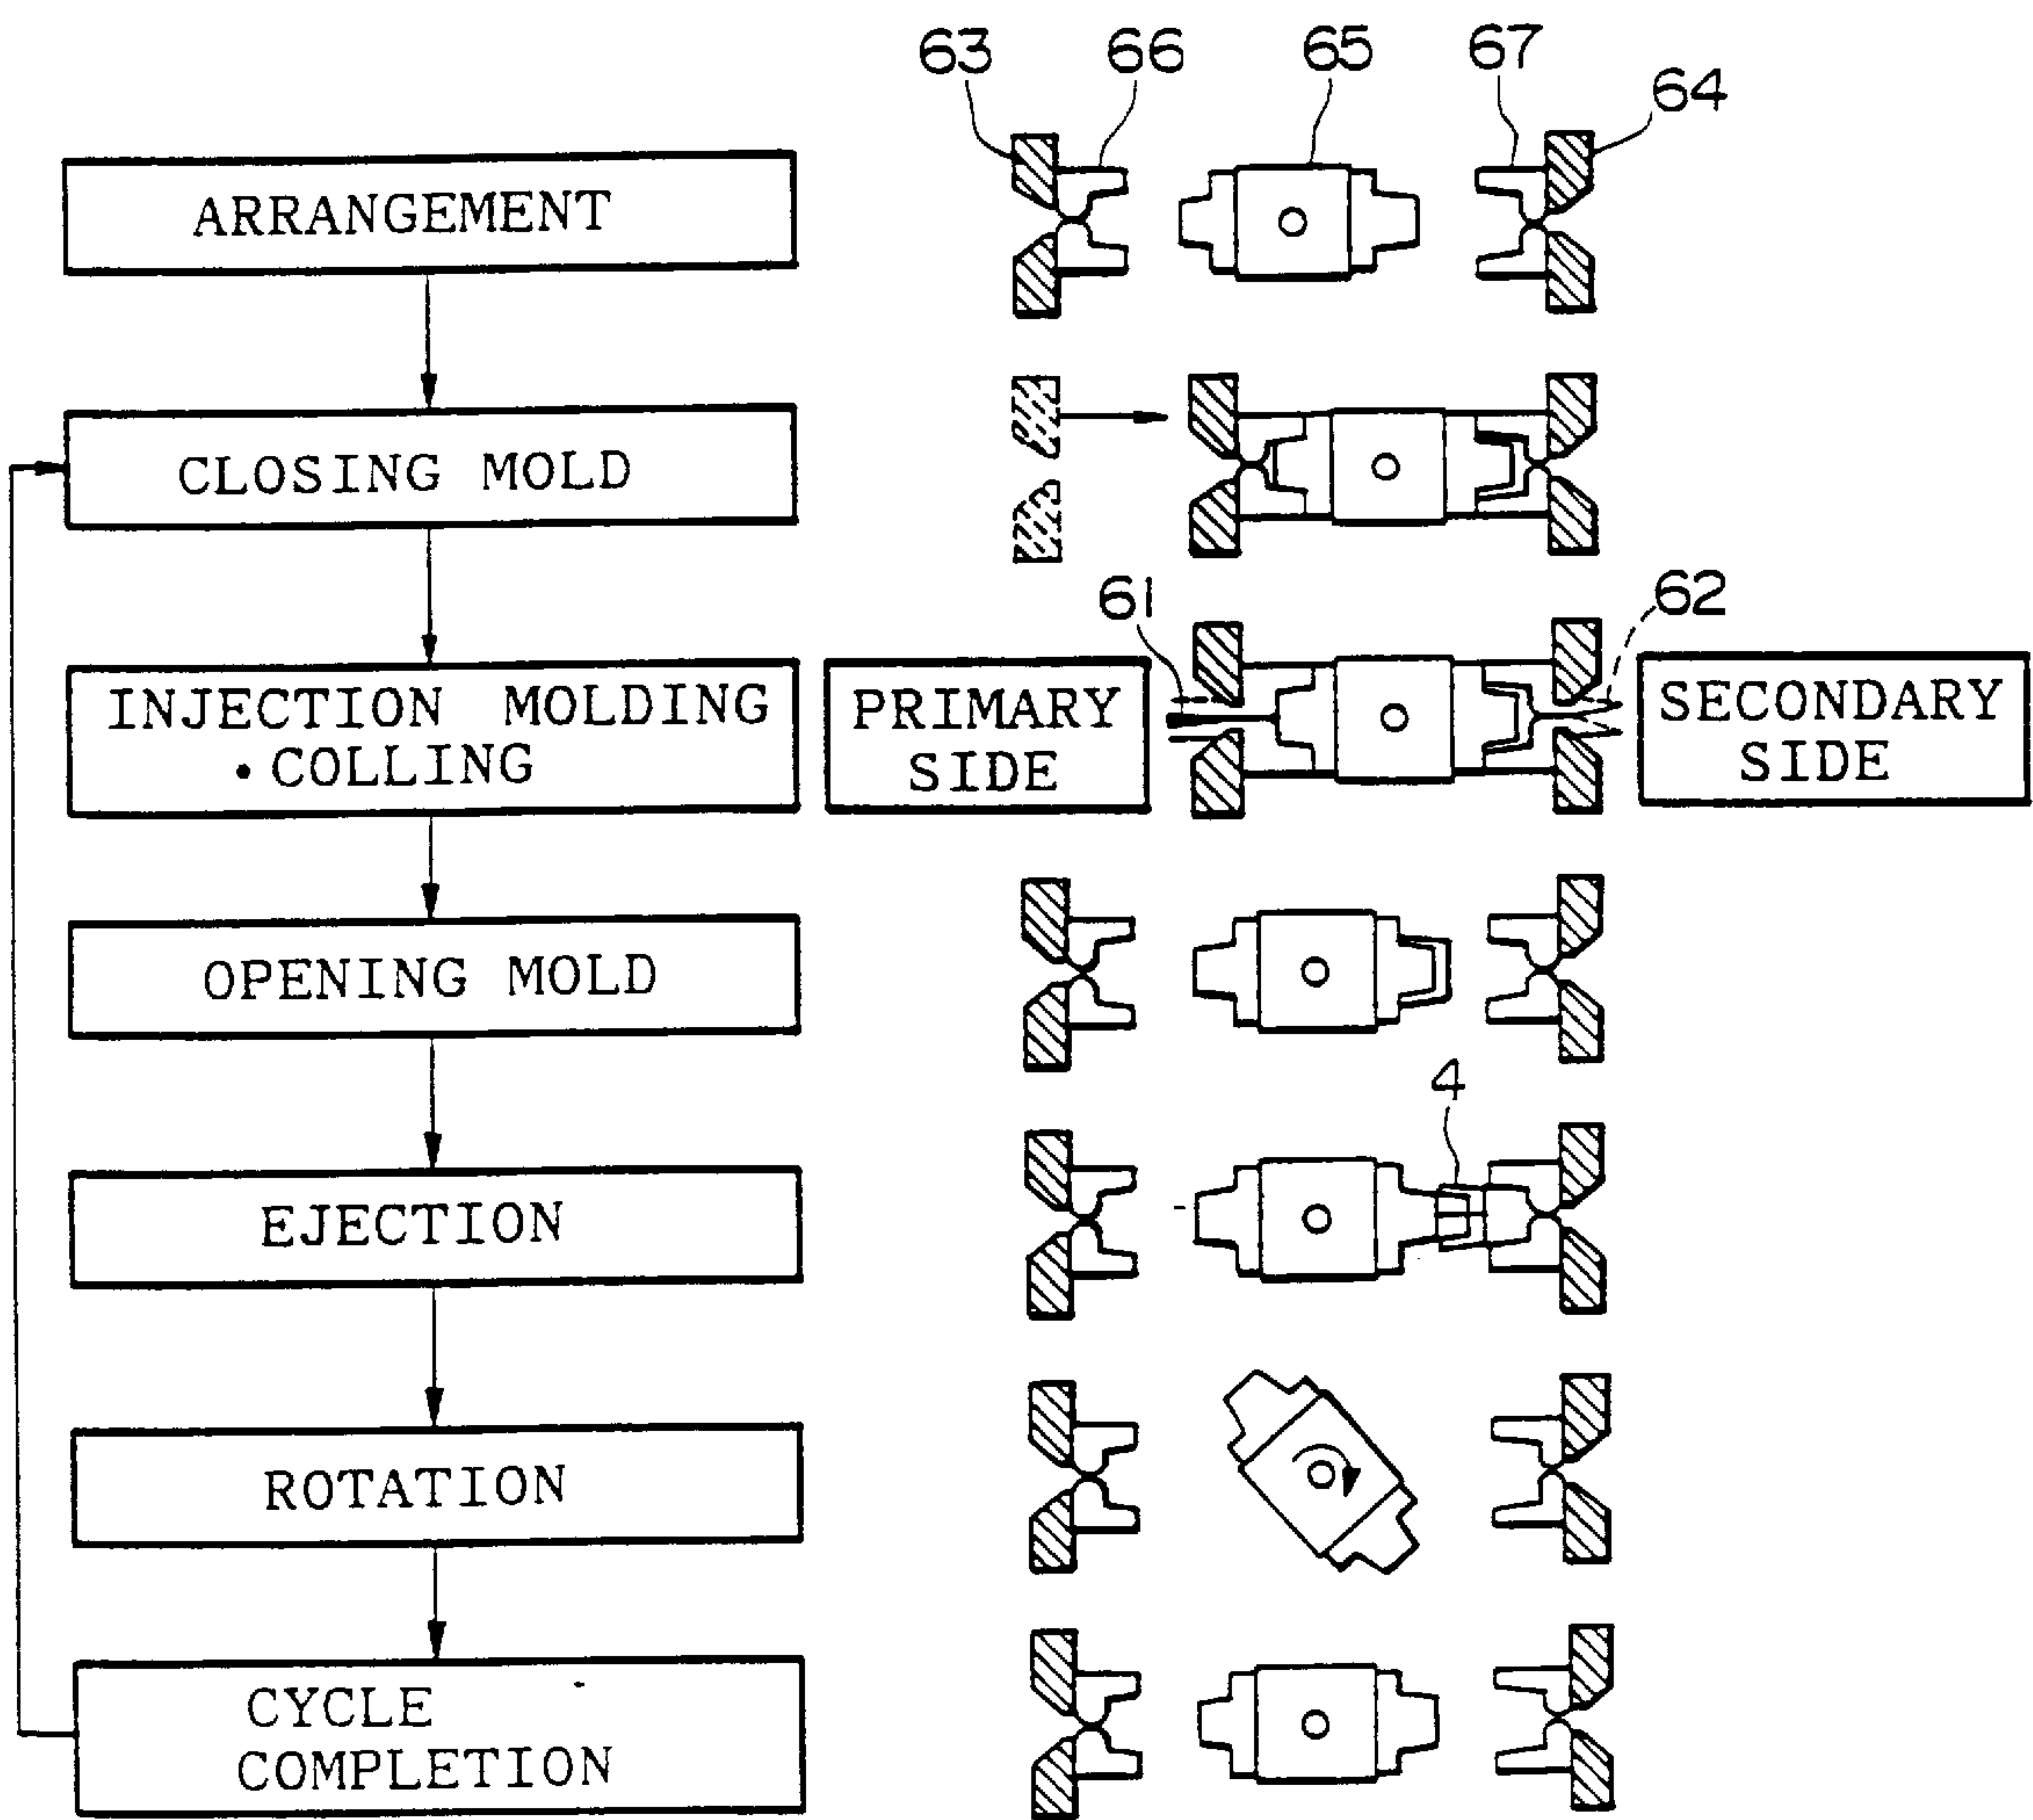 63 66 65 67 64
ARRANGEMENT
CLOSING MOLD
61 62
INJECTION MOLDING
• COLLING
PRIMARY
SIDE
SECONDARY
SIDE
OPENING MOLD
4
EJECTION
ROTATION
CYCLE
COMPLETION